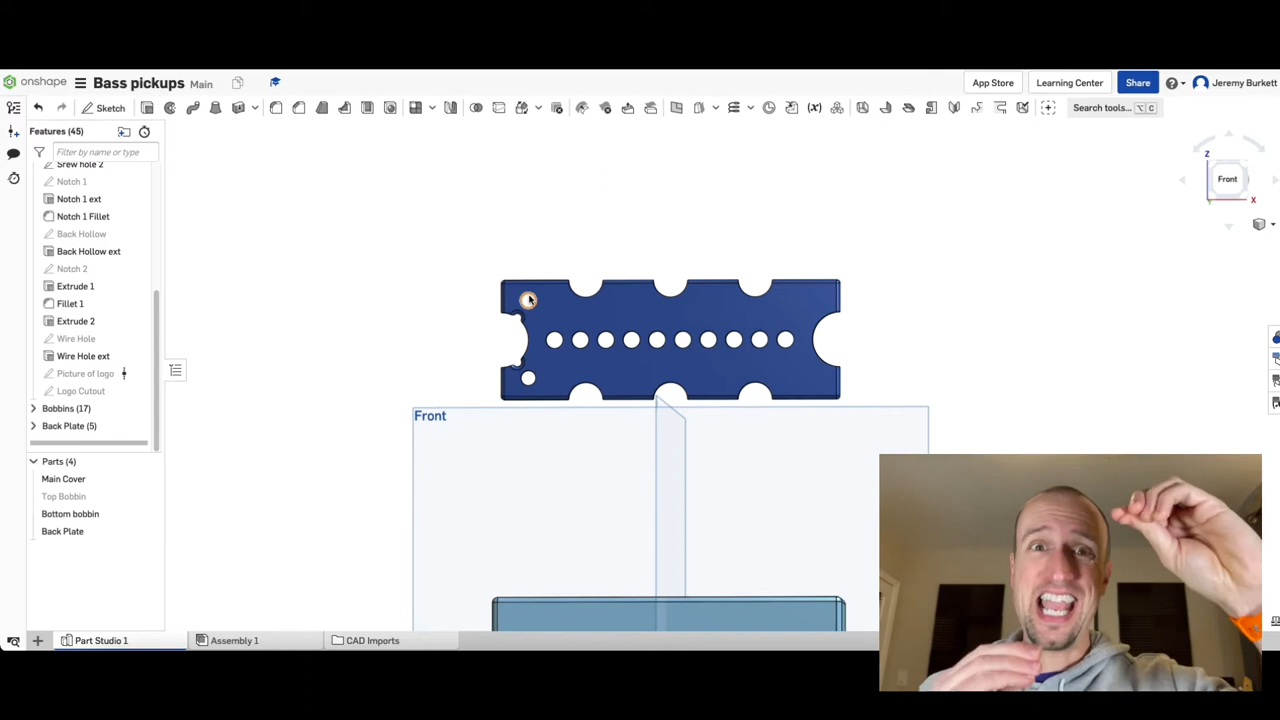 onshape Bass pickups Main App Store Learning Center Share Jeremy Burkett
Sketch Search tools... ⌥ C
Features (45)
Filter by name or type
Srew hole 2
Notch 1
Notch 1 ext
Notch 1 Fillet
Back Hollow
Back Hollow ext
Notch 2
Extrude 1
Fillet 1
Extrude 2
Wire Hole
Wire Hole ext
Picture of logo
Logo Cutout
Bobbins (17)
Back Plate (5)
Parts (4)
Main Cover
Top Bobbin
Bottom bobbin
Back Plate
Front
Z
Front
X
Part Studio 1 Assembly 1 CAD Imports